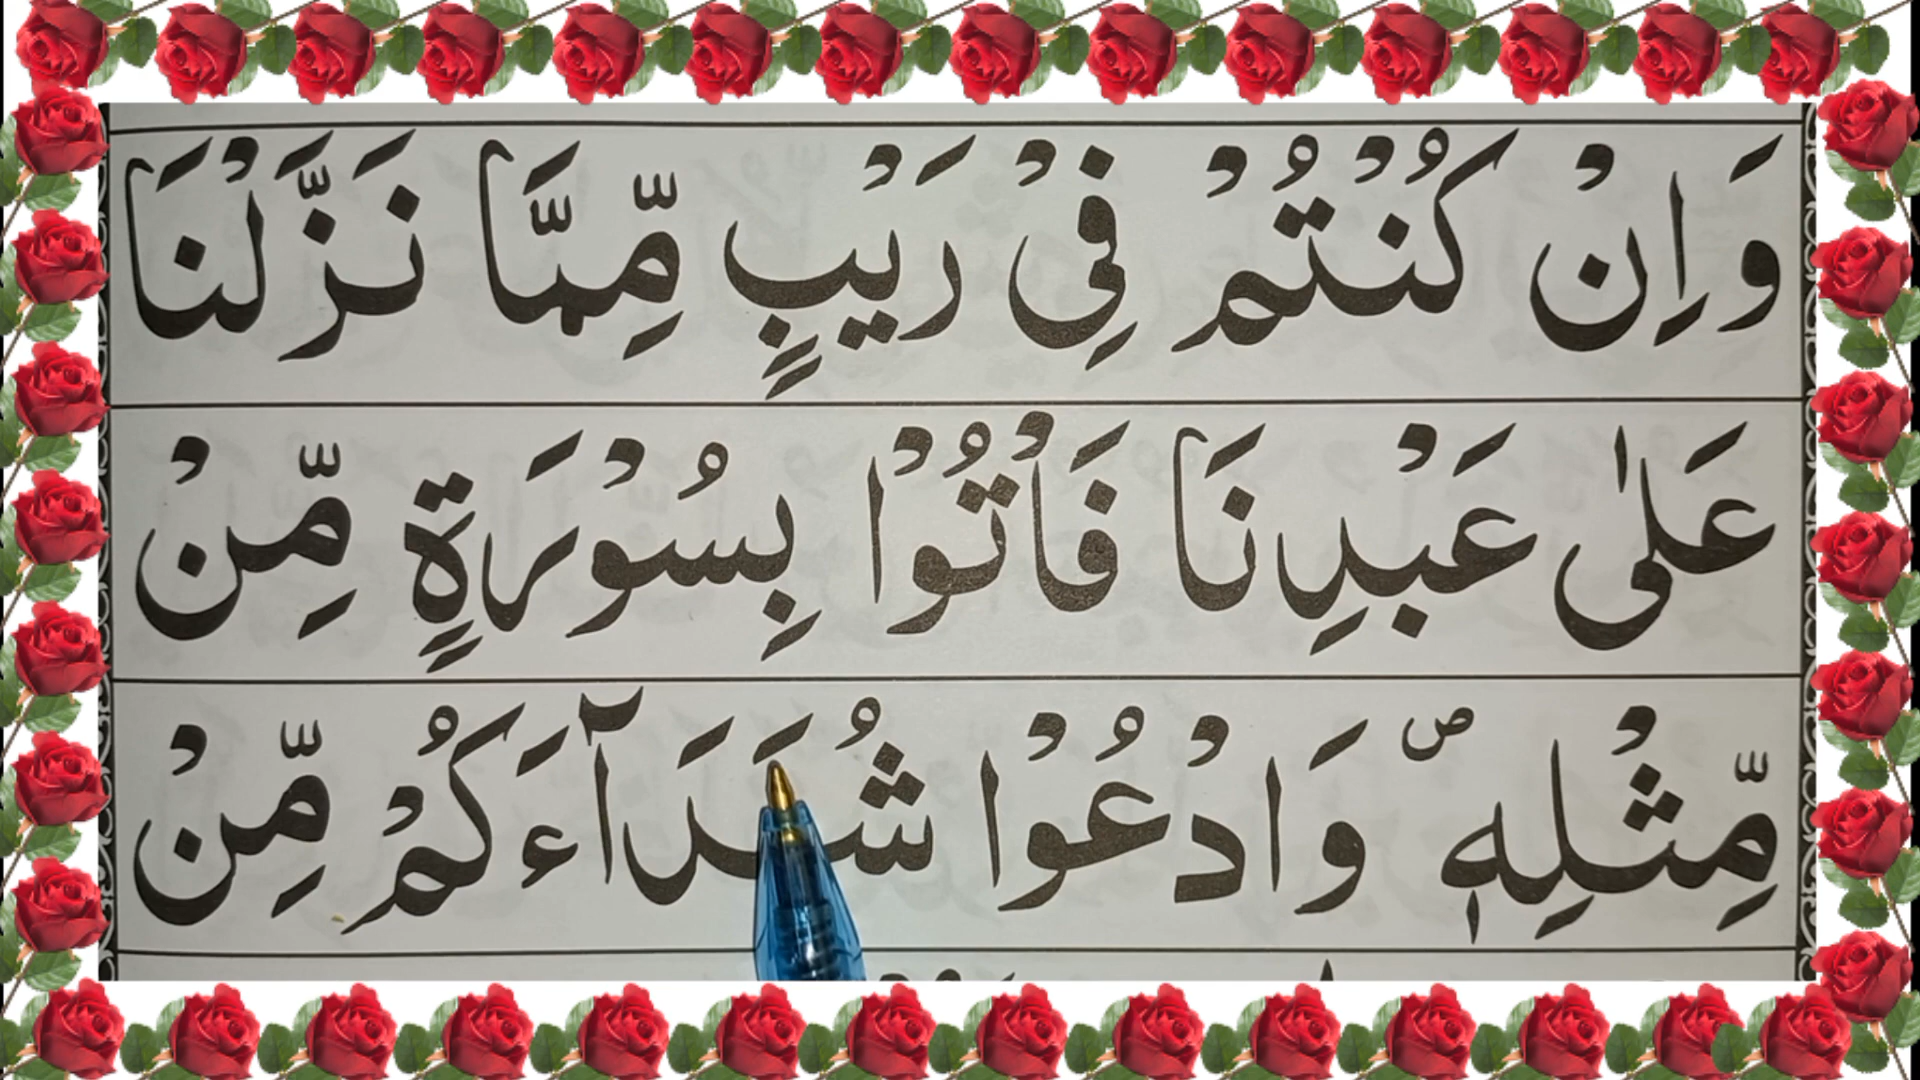 وَاِنْ كُنْتُمْ فِیْ رَیْبٍ مِّمَّا نَزَّلْنَا
عَلٰی عَبْدِنَا فَاْتُوْا بِسُوْرَةٍ مِّنْ
مِّثْلِهٖ ۪ وَادْعُوْا شُهَدَآءَكُمْ مِّنْ